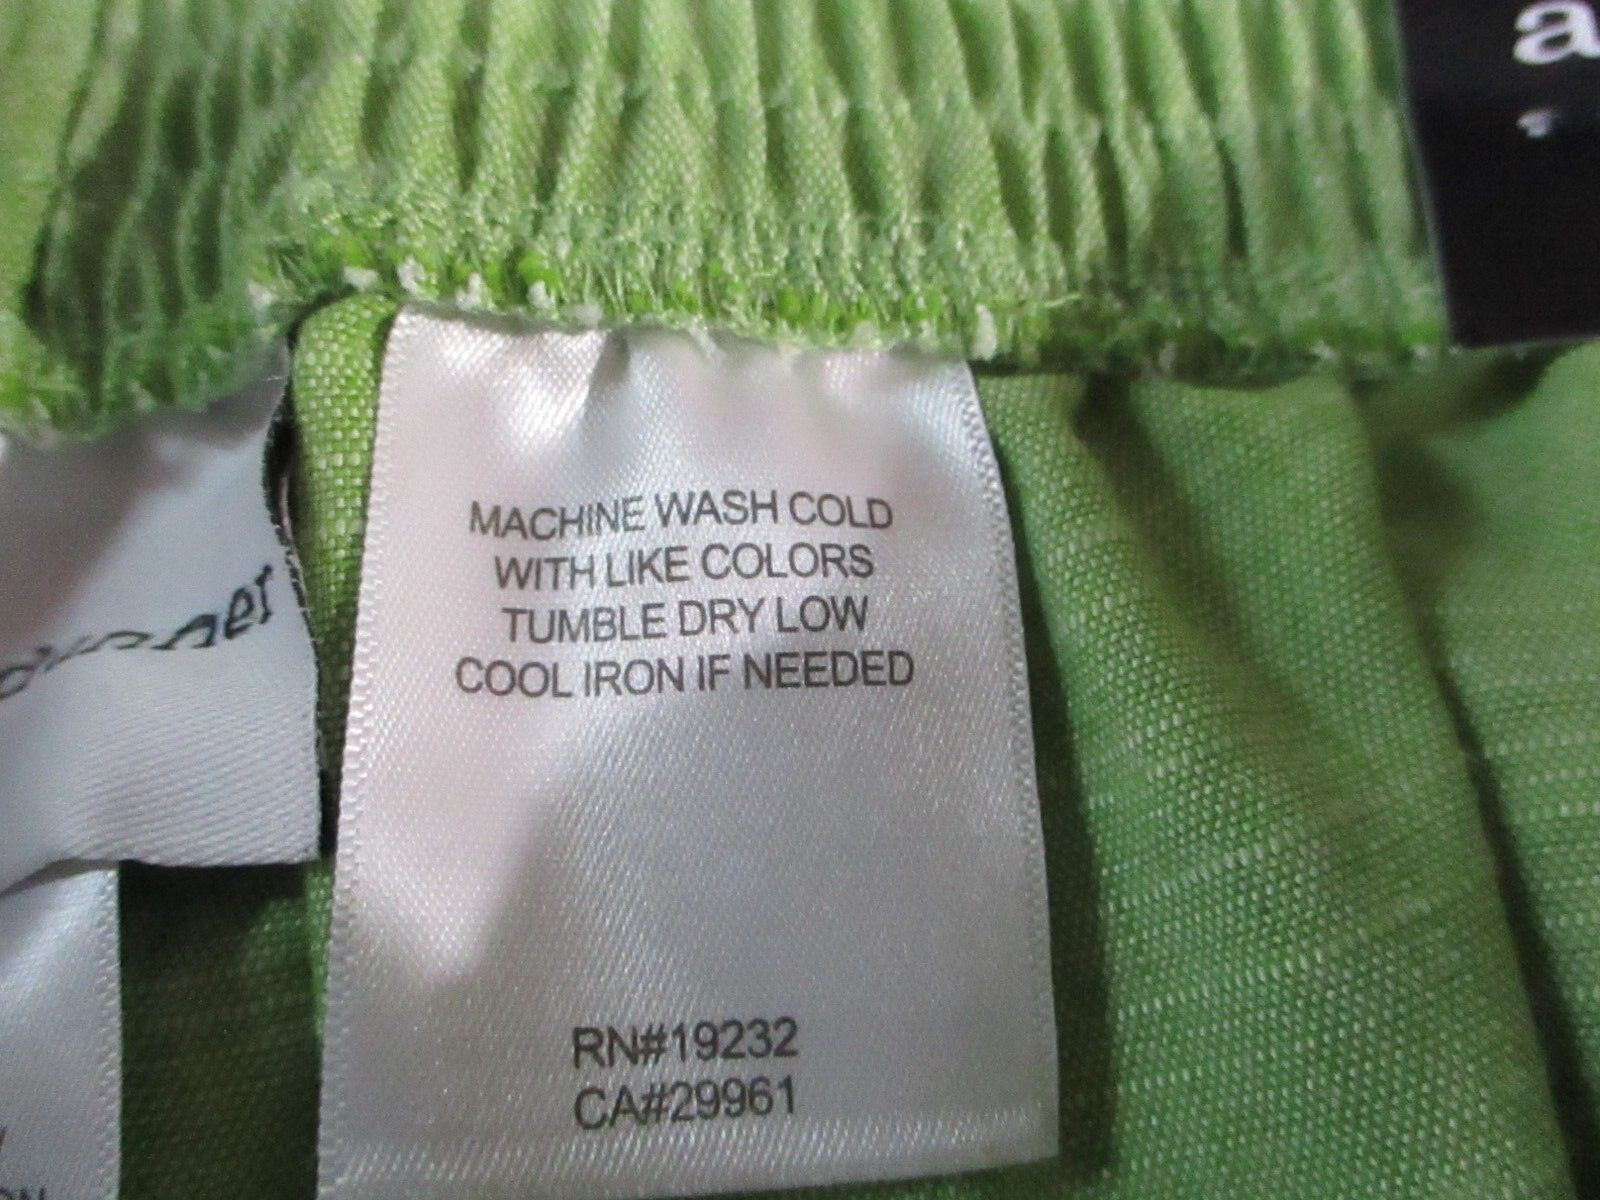 MACHINE WASH COLD
WITH LIKE COLORS
TUMBLE DRY LOW
COOL IRON IF NEEDED
RN#19232
CA#29961